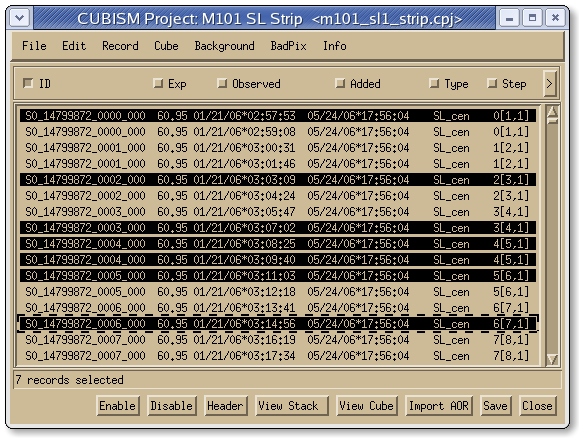 CUBISM Project: M101 SL Strip <m101_sl1_strip.cpj>
File Edit Record Cube Background BadPix Info
ID Exp Observed Added Type Step >
S0_14799872_0000_000 60.95 01/21/06*02:57:53 05/24/06*17:56:04 SL_cen 0[1,1]
S0_14799872_0000_000 60.95 01/21/06*02:59:08 05/24/06*17:56:04 SL_cen 0[1,1]
S0_14799872_0001_000 60.95 01/21/06*03:00:31 05/24/06*17:56:04 SL_cen 1[2,1]
S0_14799872_0001_000 60.95 01/21/06*03:01:46 05/24/06*17:56:04 SL_cen 1[2,1]
S0_14799872_0002_000 60.95 01/21/06*03:03:09 05/24/06*17:56:04 SL_cen 2[3,1]
S0_14799872_0002_000 60.95 01/21/06*03:04:24 05/24/06*17:56:04 SL_cen 2[3,1]
S0_14799872_0003_000 60.95 01/21/06*03:05:47 05/24/06*17:56:04 SL_cen 3[4,1]
S0_14799872_0003_000 60.95 01/21/06*03:07:02 05/24/06*17:56:04 SL_cen 3[4,1]
S0_14799872_0004_000 60.95 01/21/06*03:08:25 05/24/06*17:56:04 SL_cen 4[5,1]
S0_14799872_0004_000 60.95 01/21/06*03:09:40 05/24/06*17:56:04 SL_cen 4[5,1]
S0_14799872_0005_000 60.95 01/21/06*03:11:03 05/24/06*17:56:04 SL_cen 5[6,1]
S0_14799872_0005_000 60.95 01/21/06*03:12:18 05/24/06*17:56:04 SL_cen 5[6,1]
S0_14799872_0006_000 60.95 01/21/06*03:13:41 05/24/06*17:56:04 SL_cen 6[7,1]
S0_14799872_0006_000 60.95 01/21/06*03:14:56 05/24/06*17:56:04 SL_cen 6[7,1]
S0_14799872_0007_000 60.95 01/21/06*03:16:19 05/24/06*17:56:04 SL_cen 7[8,1]
S0_14799872_0007_000 60.95 01/21/06*03:17:34 05/24/06*17:56:04 SL_cen 7[8,1]
7 records selected
Enable Disable Header View Stack View Cube Import AOR Save Close